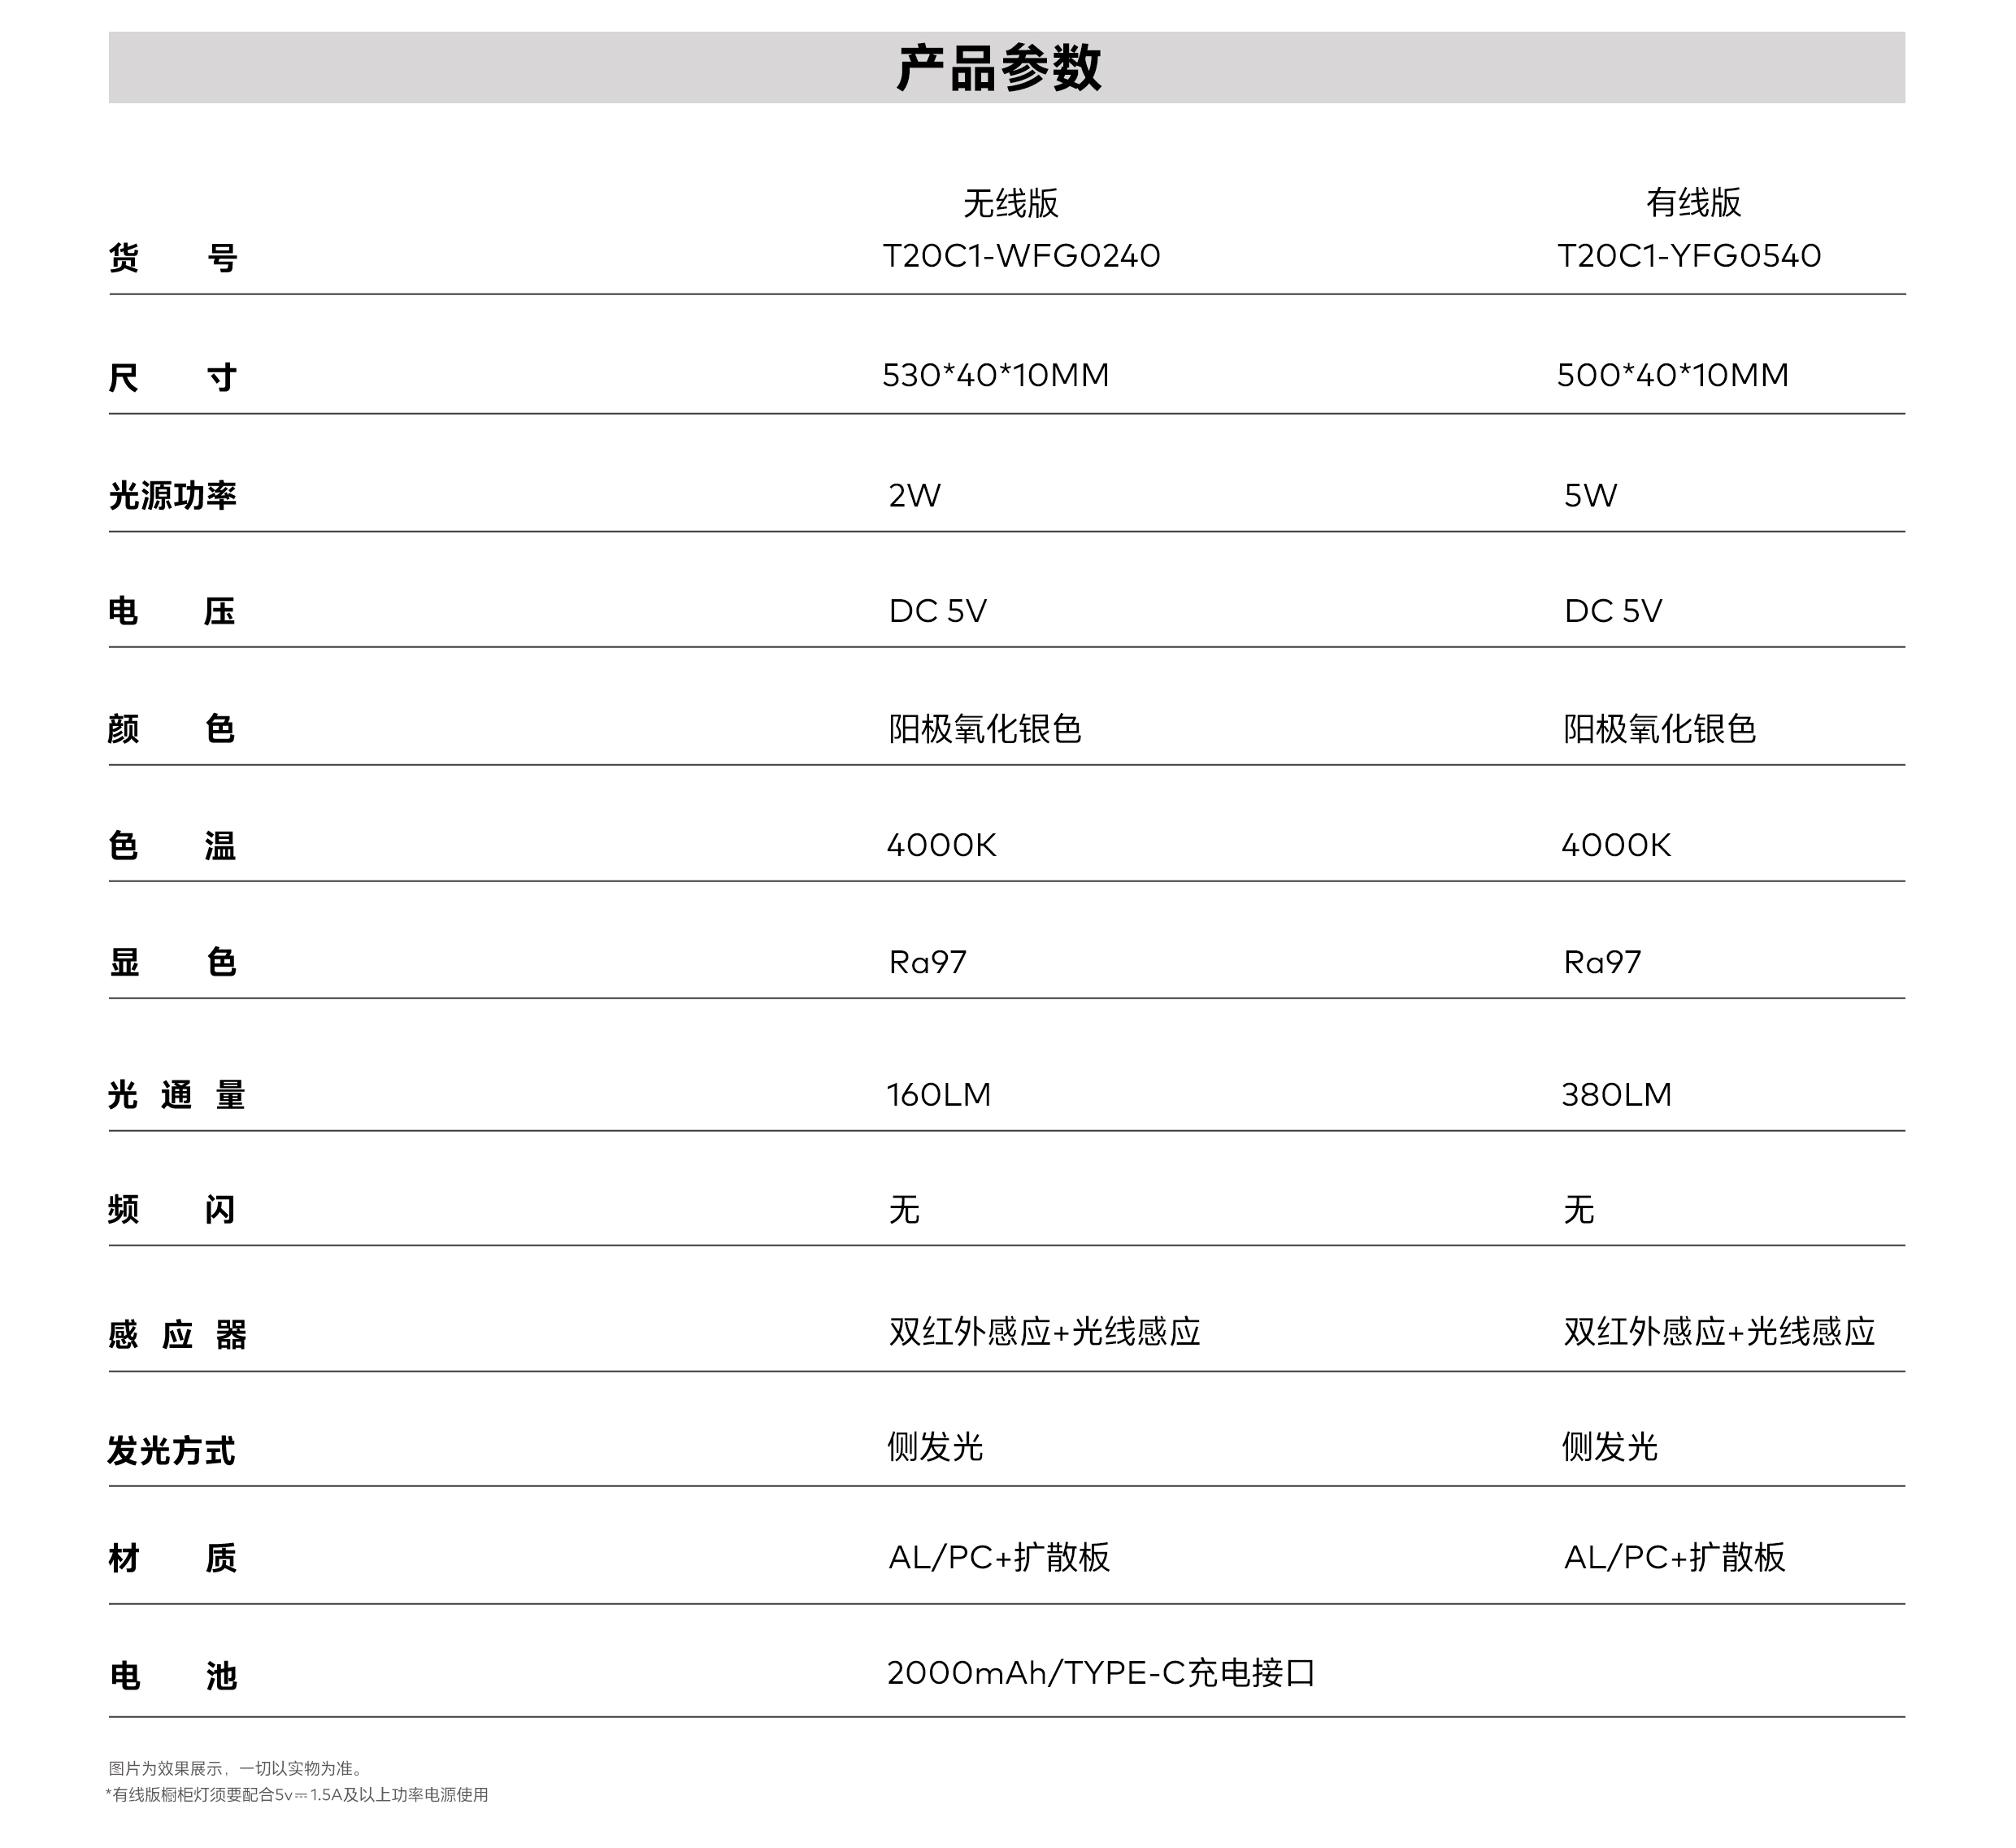 产品参数
无线版 有线版
货号 T20C1-WFG0240 T20C1-YFG0540
尺寸 530*40*10MM 500*40*10MM
光源功率 2W 5W
电压 DC 5V DC 5V
颜色 阳极氧化银色 阳极氧化银色
色温 4000K 4000K
显色 Ra97 Ra97
光通量 160LM 380LM
频闪 无 无
感应器 双红外感应+光线感应 双红外感应+光线感应
发光方式 侧发光 侧发光
材质 AL/PC+扩散板 AL/PC+扩散板
电池 2000mAh/TYPE-C充电接口
图片为效果展示，一切以实物为准。
*有线版橱柜灯须要配合5v⎓1.5A及以上功率电源使用